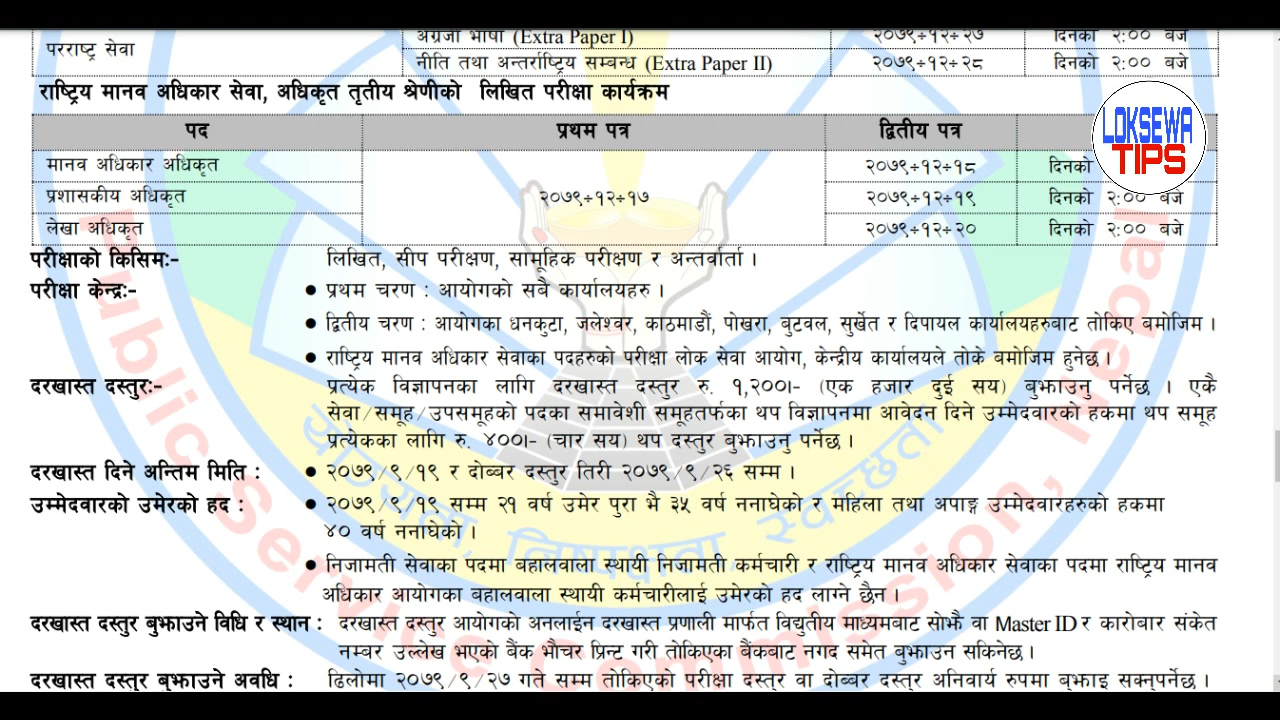 परराष्ट्र सेवा
अंग्रेजी भाषा (Extra Paper I) २०७९÷१२÷२७ दिनको २:०० बजे
नीति तथा अन्तर्राष्ट्रिय सम्बन्ध (Extra Paper II) २०७९÷१२÷२८ दिनको २:०० बजे
राष्ट्रिय मानव अधिकार सेवा, अधिकृत तृतीय श्रेणीको लिखित परीक्षा कार्यक्रम
LOKSEWA
TIPS
पद प्रथम पत्र द्वितीय पत्र
मानव अधिकार अधिकृत २०७९÷१२÷१८ दिनको
प्रशासकीय अधिकृत २०७९÷१२÷१७ २०७९÷१२÷१९ दिनको २:०० बजे
लेखा अधिकृत २०७९÷१२÷२० दिनको २:०० बजे
परीक्षाको किसिमः- लिखित, सीप परीक्षण, सामूहिक परीक्षण र अन्तर्वार्ता ।
परीक्षा केन्द्रः- ● प्रथम चरण : आयोगको सबै कार्यालयहरु ।
● द्वितीय चरण : आयोगका धनकुटा, जलेश्वर, काठमाडौं, पोखरा, बुटवल, सुर्खेत र दिपायल कार्यालयहरुबाट तोकिए बमोजिम ।
● राष्ट्रिय मानव अधिकार सेवाका पदहरुको परीक्षा लोक सेवा आयोग, केन्द्रीय कार्यालयले तोके बमोजिम हुनेछ ।
दरखास्त दस्तुरः- प्रत्येक विज्ञापनका लागि दरखास्त दस्तुर रु. १,२००।- (एक हजार दुई सय) बुझाउनु पर्नेछ । एकै
सेवा/समूह/उपसमूहको पदका समावेशी समूहतर्फका थप विज्ञापनमा आवेदन दिने उम्मेदवारको हकमा थप समूह
प्रत्येकका लागि रु. ४००।- (चार सय) थप दस्तुर बुझाउनु पर्नेछ ।
दरखास्त दिने अन्तिम मिति : ● २०७९/९/१९ र दोब्बर दस्तुर तिरी २०७९/९/२६ सम्म ।
उम्मेदवारको उमेरको हद : ● २०७९/९/१९ सम्म २१ वर्ष उमेर पुरा भै ३५ वर्ष ननाघेको र महिला तथा अपाङ्ग उम्मेदवारहरुको हकमा
४० वर्ष ननाघेको ।
● निजामती सेवाका पदमा बहालवाला स्थायी निजामती कर्मचारी र राष्ट्रिय मानव अधिकार सेवाका पदमा राष्ट्रिय मानव
अधिकार आयोगका बहालवाला स्थायी कर्मचारीलाई उमेरको हद लाग्ने छैन ।
दरखास्त दस्तुर बुझाउने विधि र स्थान : दरखास्त दस्तुर आयोगको अनलाईन दरखास्त प्रणाली मार्फत विद्युतीय माध्यमबाट सोझै वा Master ID र कारोबार संकेत
नम्बर उल्लेख भएको बैंक भौचर प्रिन्ट गरी तोकिएका बैंकबाट नगद समेत बुझाउन सकिनेछ ।
दरखास्त दस्तुर बुझाउने अवधि : ढिलोमा २०७९/९/२७ गते सम्म तोकिएको परीक्षा दस्तुर वा दोब्बर दस्तुर अनिवार्य रुपमा बुझाइ सक्नुपर्नेछ ।
Public Service Commission, Nepal
योग्यता, निष्पक्षता, स्वच्छता